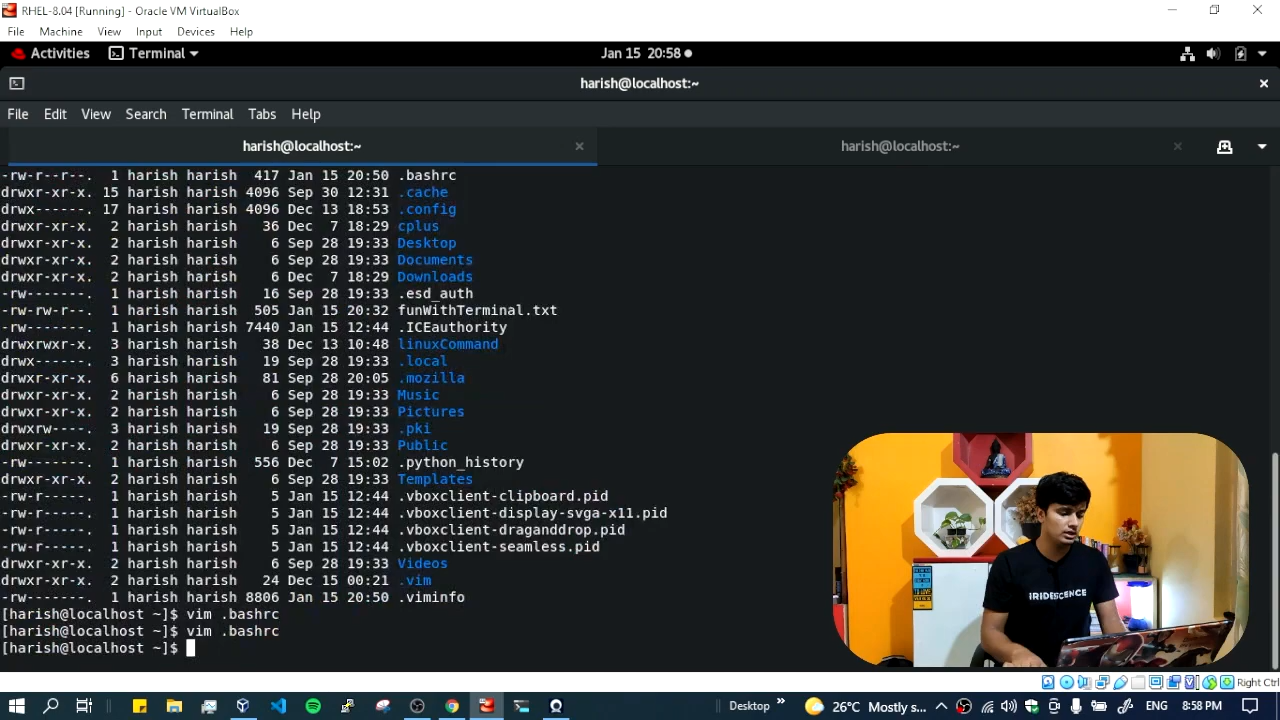 RHEL-8.04 [Running] - Oracle VM VirtualBox
File Machine View Input Devices Help
Activities Terminal Jan 15 20:58
harish@localhost:~
File Edit View Search Terminal Tabs Help
harish@localhost:~ harish@localhost:~
-rw-r--r--. 1 harish harish 417 Jan 15 20:50 .bashrc
drwxr-xr-x. 15 harish harish 4096 Sep 30 12:31 .cache
drwx------. 17 harish harish 4096 Dec 13 18:53 .config
drwxr-xr-x. 2 harish harish 36 Dec 7 18:29 cplus
drwxr-xr-x. 2 harish harish 6 Sep 28 19:33 Desktop
drwxr-xr-x. 2 harish harish 6 Sep 28 19:33 Documents
drwxr-xr-x. 2 harish harish 6 Dec 7 18:29 Downloads
-rw-------. 1 harish harish 16 Sep 28 19:33 .esd_auth
-rw-rw-r--. 1 harish harish 505 Jan 15 20:32 funWithTerminal.txt
-rw-------. 1 harish harish 7440 Jan 15 12:44 .ICEauthority
drwxrwxr-x. 3 harish harish 38 Dec 13 10:48 linuxCommand
drwx------. 3 harish harish 19 Sep 28 19:33 .local
drwxr-xr-x. 6 harish harish 81 Sep 28 20:05 .mozilla
drwxr-xr-x. 2 harish harish 6 Sep 28 19:33 Music
drwxr-xr-x. 2 harish harish 6 Sep 28 19:33 Pictures
drwxrw----. 3 harish harish 19 Sep 28 19:33 .pki
drwxr-xr-x. 2 harish harish 6 Sep 28 19:33 Public
-rw-------. 1 harish harish 556 Dec 7 15:02 .python_history
drwxr-xr-x. 2 harish harish 6 Sep 28 19:33 Templates
-rw-r-----. 1 harish harish 5 Jan 15 12:44 .vboxclient-clipboard.pid
-rw-r-----. 1 harish harish 5 Jan 15 12:44 .vboxclient-display-svga-x11.pid
-rw-r-----. 1 harish harish 5 Jan 15 12:44 .vboxclient-draganddrop.pid
-rw-r-----. 1 harish harish 5 Jan 15 12:44 .vboxclient-seamless.pid
drwxr-xr-x. 2 harish harish 6 Sep 28 19:33 Videos
drwxr-xr-x. 2 harish harish 24 Dec 15 00:21 .vim
-rw-------. 1 harish harish 8806 Jan 15 20:50 .viminfo
[harish@localhost ~]$ vim .bashrc
[harish@localhost ~]$ vim .bashrc
[harish@localhost ~]$
IRIDESCENCE
Right Ctrl
Desktop 26°C Mostly s... ENG 8:58 PM